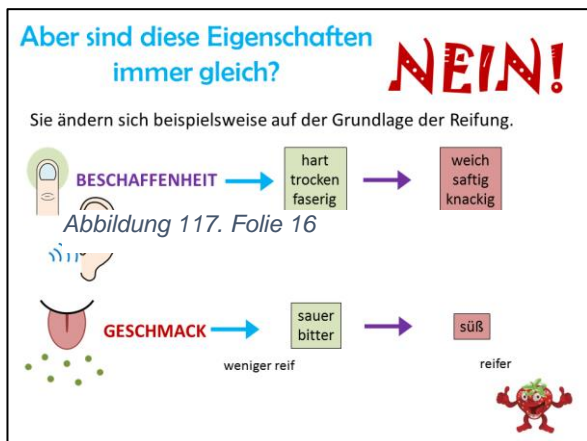 Aber sind diese Eigenschaften
immer gleich?
NEIN!
Sie ändern sich beispielsweise auf der Grundlage der Reifung.
BESCHAFFENHEIT
hart
trocken
faserig
weich
saftig
knackig
Abbildung 117. Folie 16
GESCHMACK
sauer
bitter
süß
weniger reif
reifer